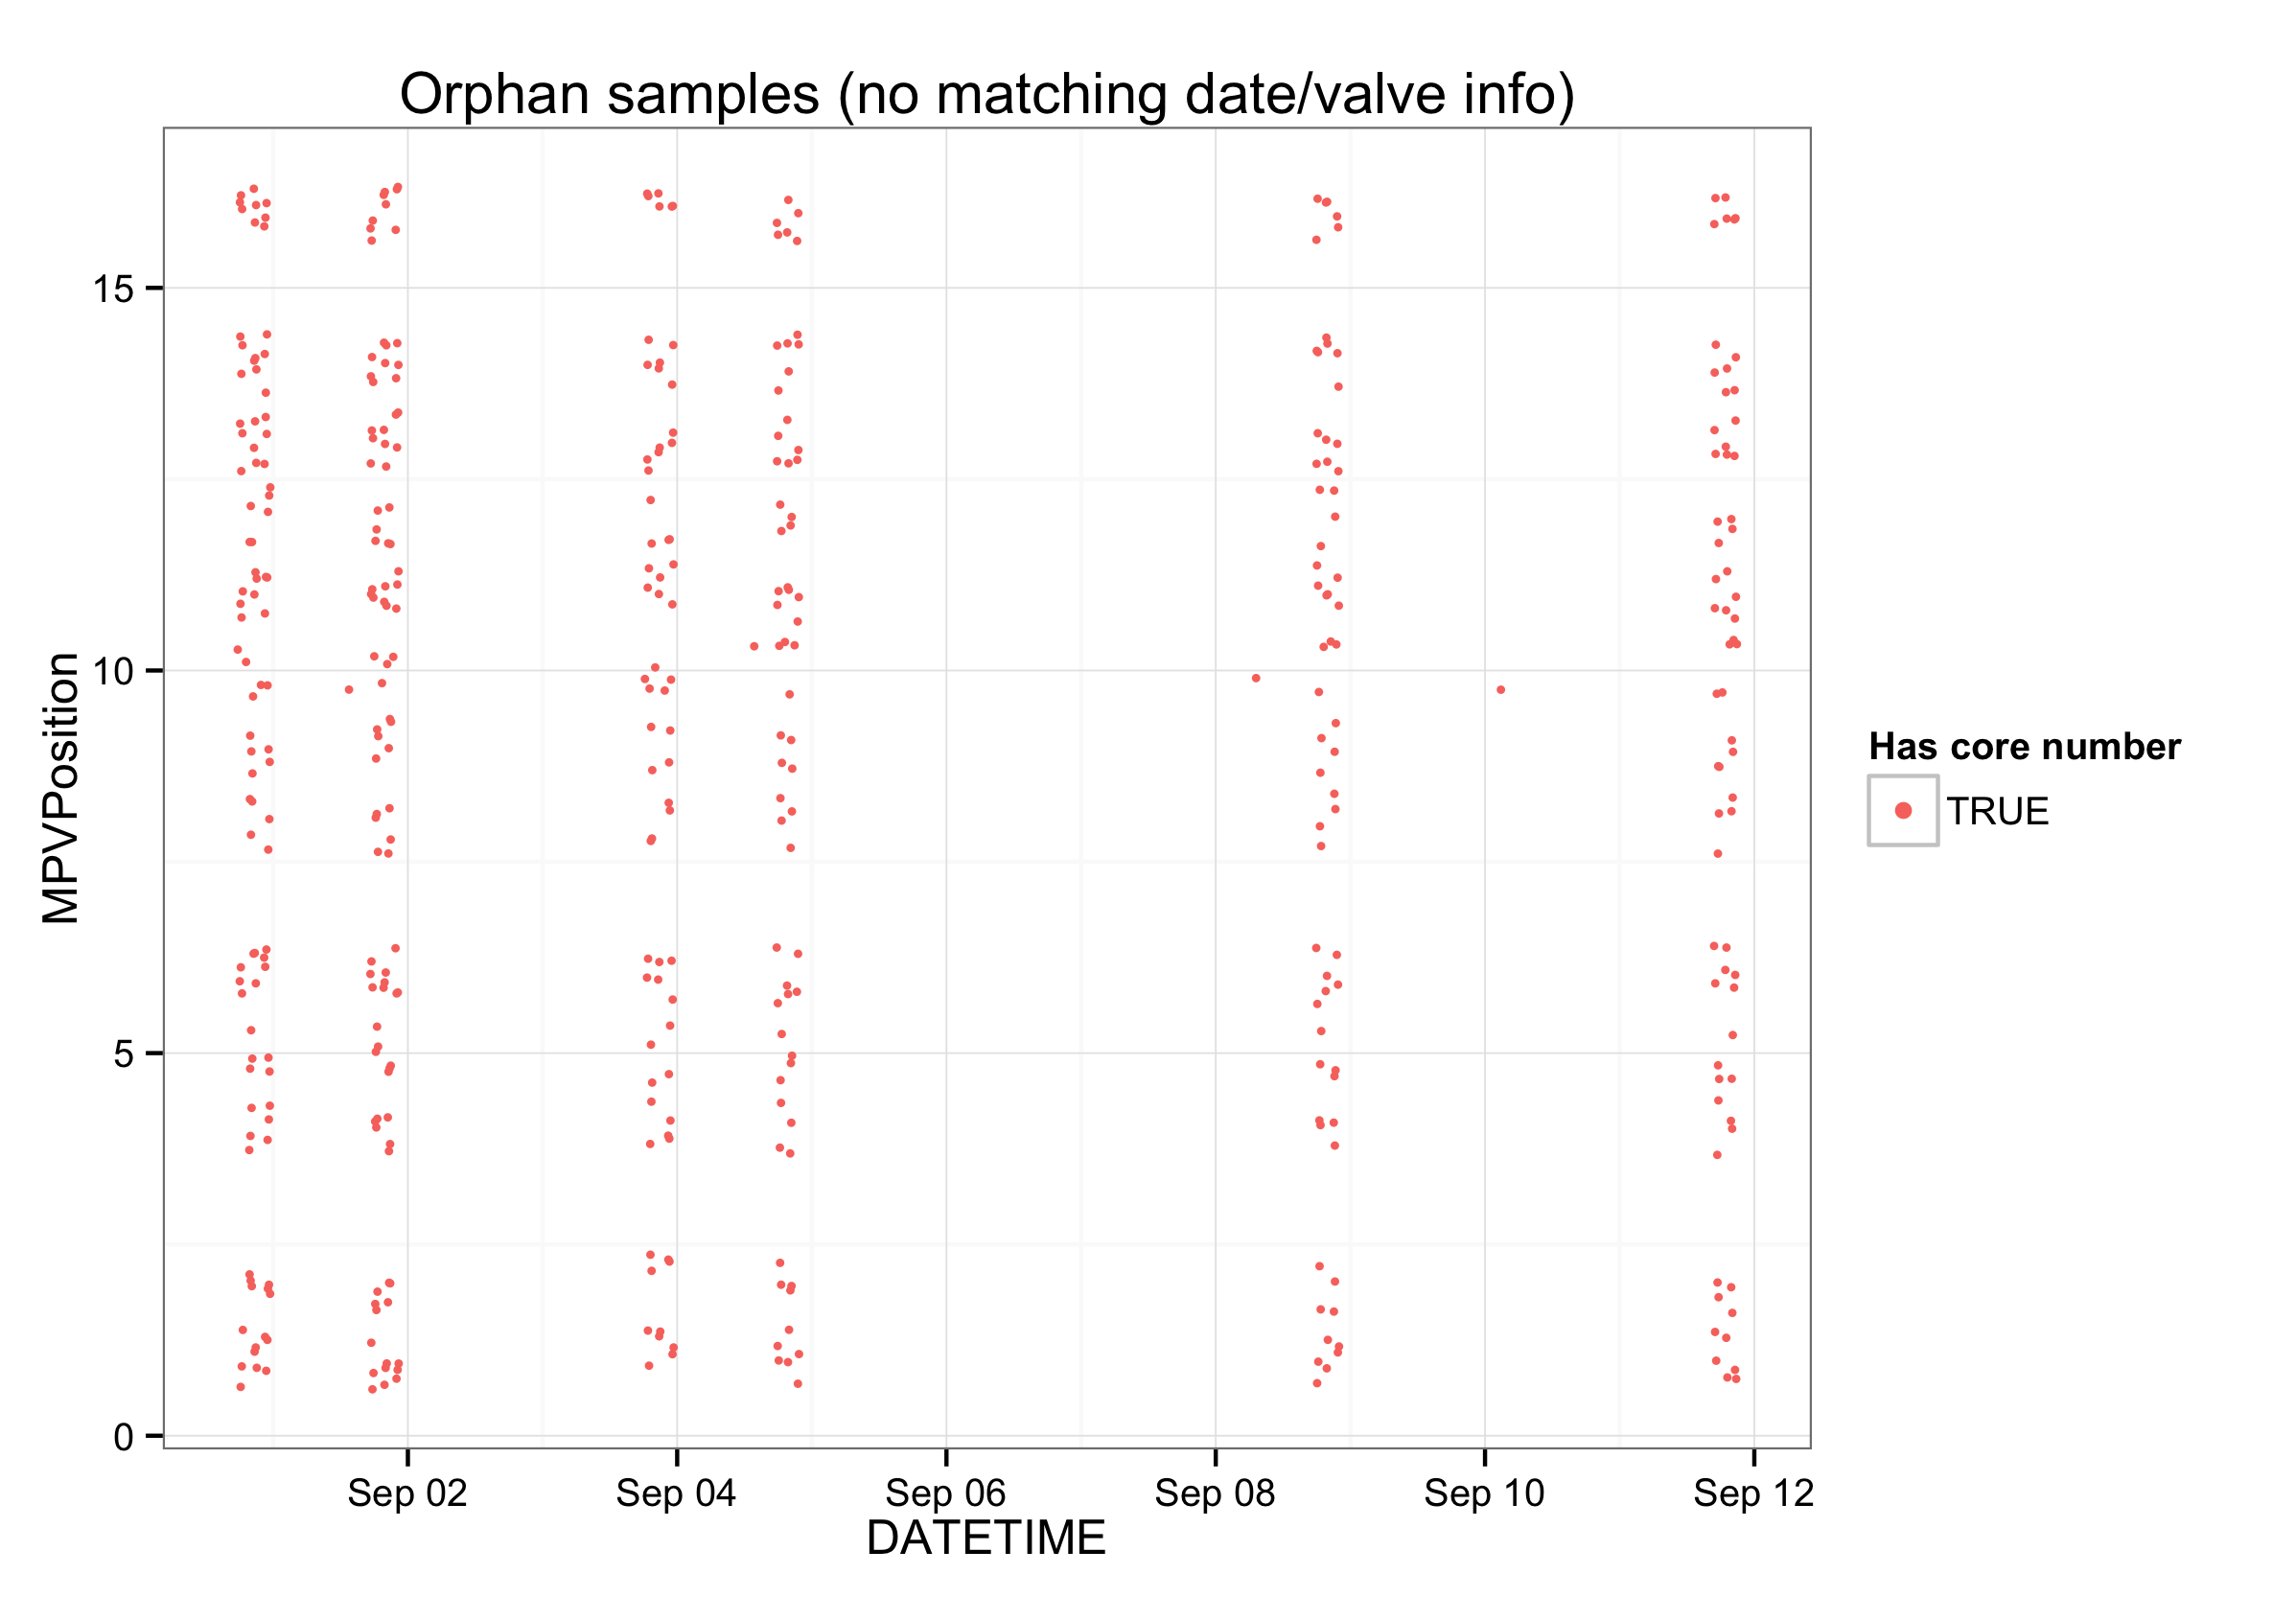 Orphan samples (no matching date/valve info)
MPVPosition
15
10
5
0
Sep 02
Sep 04
Sep 06
Sep 08
Sep 10
Sep 12
DATETIME
Has core number
TRUE